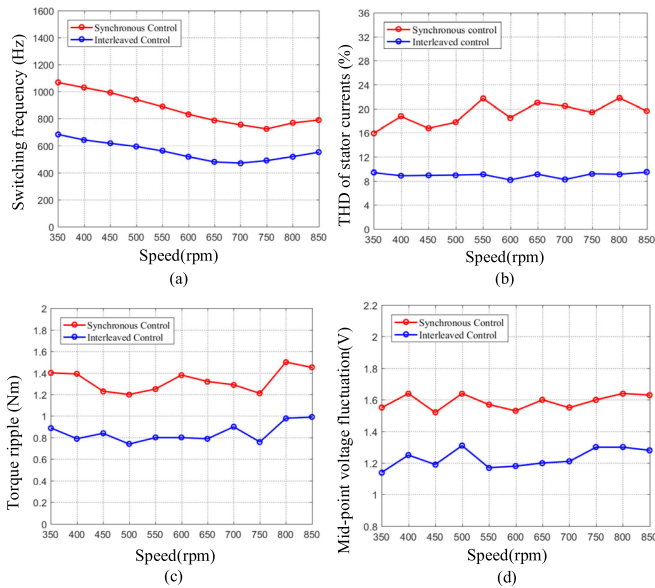 Switching frequency (Hz)
1600
1400
1200
1000
800
600
400
200
0
Synchronous Control
Interleaved Control
350 400 450 500 550 600 650 700 750 800 850
Speed(rpm)
(a)
THD of stator currents (%)
36
32
28
24
20
16
12
8
4
0
Synchronous control
Interleaved control
350 400 450 500 550 600 650 700 750 800 850
Speed(rpm)
(b)
Torque ripple (Nm)
2
1.8
1.6
1.4
1.2
1
0.8
0.6
0.4
0.2
0
Synchronous Control
Interleaved Control
350 400 450 500 550 600 650 700 750 800 850
Speed(rpm)
(c)
Mid-point voltage fluctuation(V)
2.2
2
1.8
1.6
1.4
1.2
1
0.8
Synchronous Control
Interleaved Control
350 400 450 500 550 600 650 700 750 800 850
Speed(rpm)
(d)